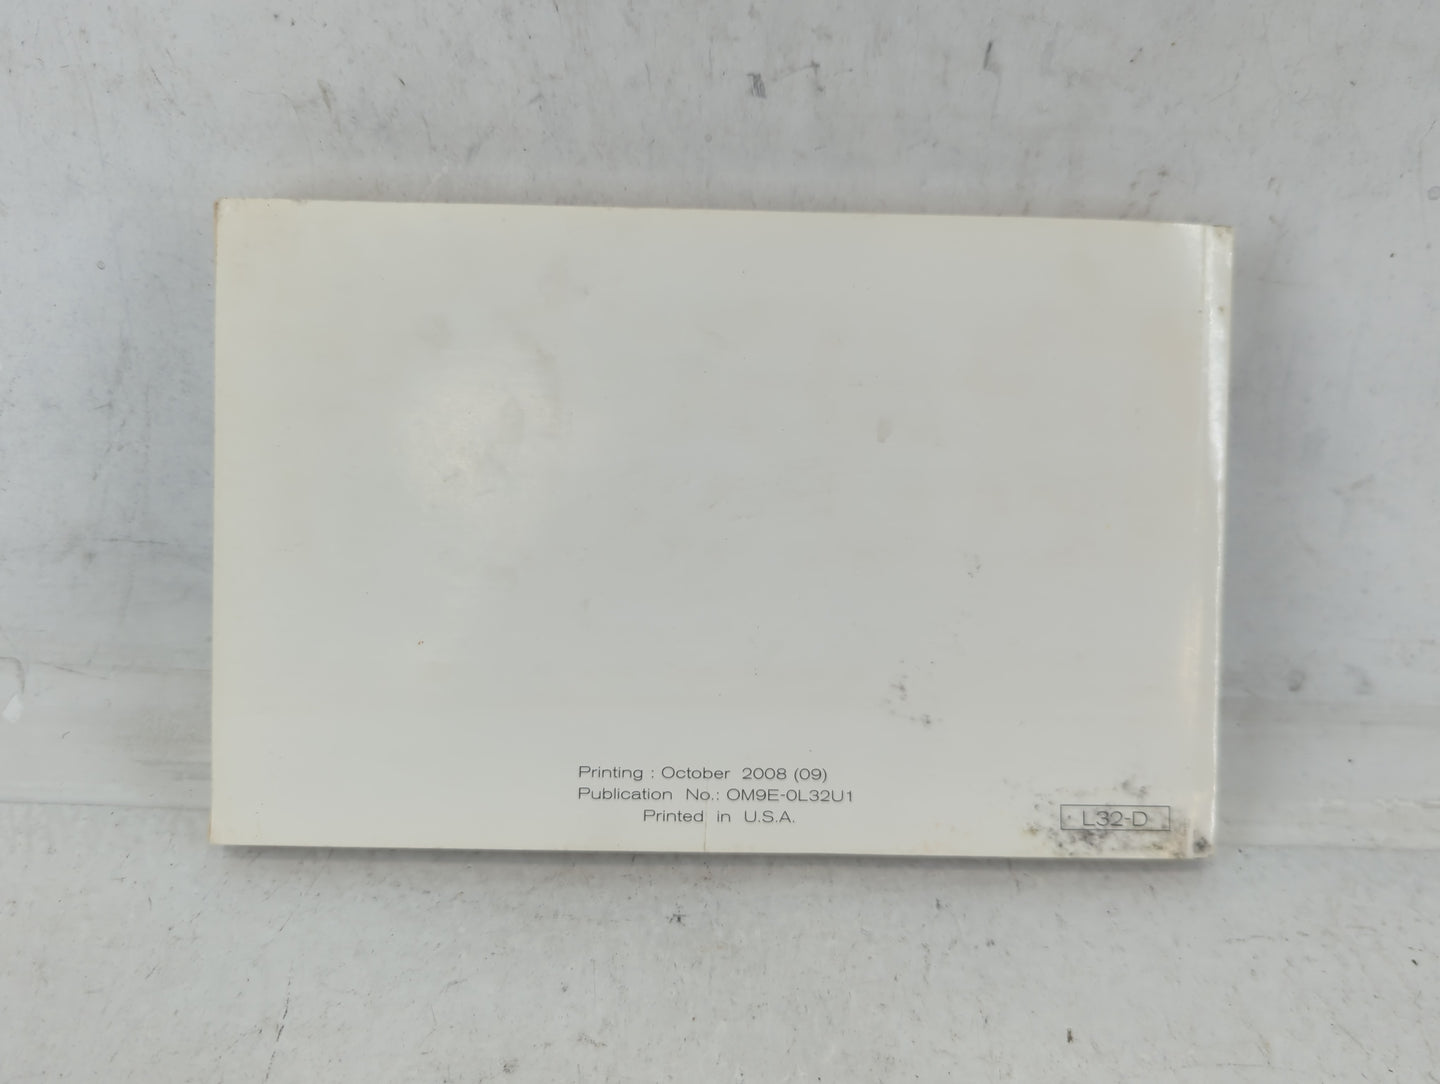 Printing : October 2008 (09)
Publication No.: OM9E-0L32U1
Printed in U.S.A.
L32-D